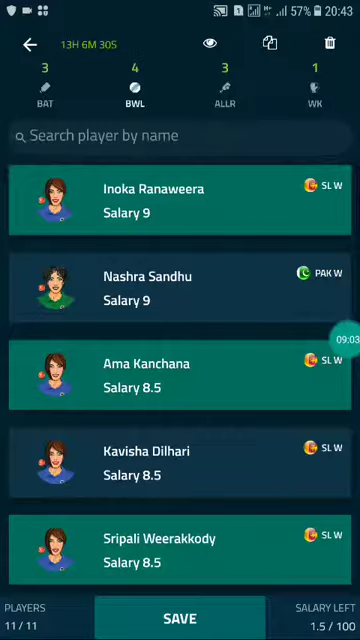 57% 20:43
13H 6M 30S
3 4 3 1
BAT BWL ALLR WK
Search player by name
Inoka Ranaweera SL W
Salary 9
Nashra Sandhu PAK W
Salary 9
09:03
Ama Kanchana SL W
Salary 8.5
Kavisha Dilhari SL W
Salary 8.5
Sripali Weerakkody SL W
Salary 8.5
PLAYERS SALARY LEFT
SAVE
11 / 11 1.5 / 100